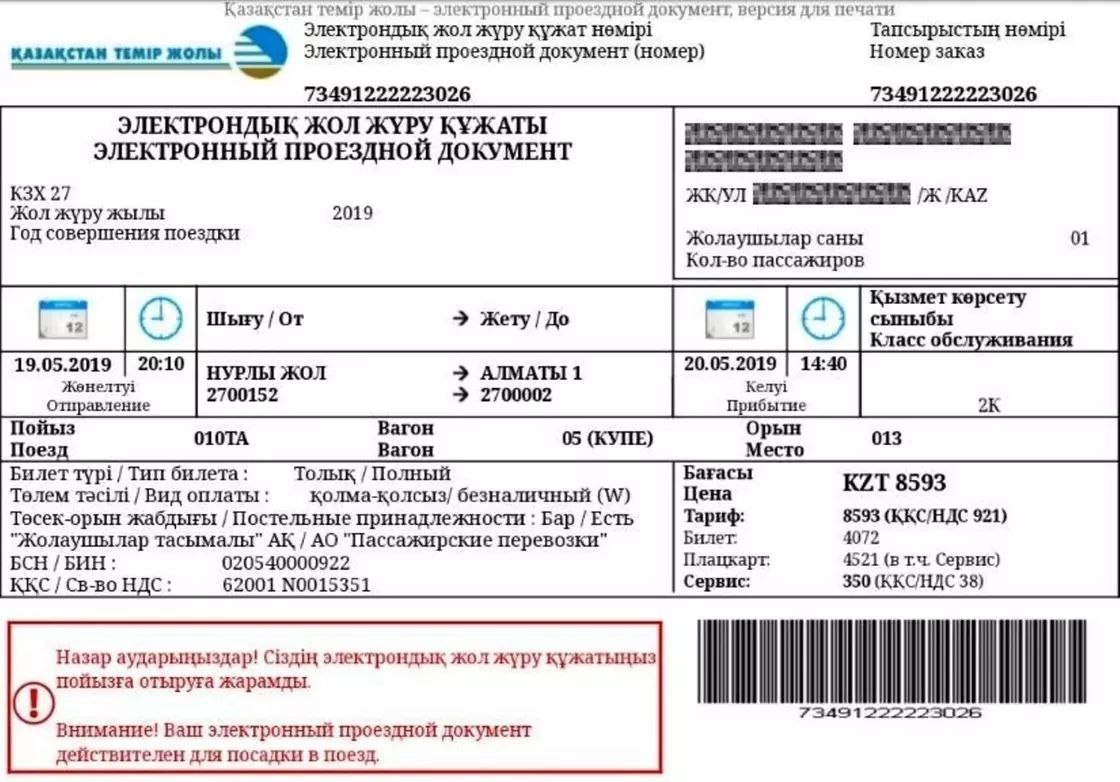 Қазақстан темір жолы – электронный проездной документ, версия для печати
ҚАЗАҚСТАН ТЕМІР ЖОЛЫ
Электрондық жол жүру құжат нөмірі
Электронный проездной документ (номер)
73491222223026
Тапсырыстың нөмірі
Номер заказ
73491222223026
ЭЛЕКТРОНДЫҚ ЖОЛ ЖҮРУ ҚҰЖАТЫ
ЭЛЕКТРОННЫЙ ПРОЕЗДНОЙ ДОКУМЕНТ
КЗХ 27
Жол жүру жылы 2019
Год совершения поездки
ЖК/УЛ /Ж /KAZ
Жолаушылар саны 01
Кол-во пассажиров
12
Шығу / От → Жету / До
12
Қызмет көрсету
сыныбы
Класс обслуживания
19.05.2019 20:10
Жөнелтуі
Отправление
НУРЛЫ ЖОЛ → АЛМАТЫ 1
2700152 → 2700002
20.05.2019 14:40
Келуі
Прибытие
2К
Пойыз
Поезд
010ТА
Вагон
Вагон
05 (КУПЕ)
Орын
Место
013
Билет түрі / Тип билета : Толық / Полный
Төлем тәсілі / Вид оплаты : қолма-қолсыз/ безналичный (W)
Төсек-орын жабдығы / Постельные принадлежности : Бар / Есть
"Жолаушылар тасымалы" АҚ / АО "Пассажирские перевозки"
БСН / БИН : 020540000922
ҚҚС / Св-во НДС : 62001 N0015351
Бағасы
Цена
KZT 8593
Тариф: 8593 (ҚҚС/НДС 921)
Билет: 4072
Плацкарт: 4521 (в т.ч. Сервис)
Сервис: 350 (ҚҚС/НДС 38)
Назар аударыңыздар! Сіздің электрондық жол жүру құжатыңыз
пойызға отыруға жарамды.
Внимание! Ваш электронный проездной документ
действителен для посадки в поезд.
73491222223026